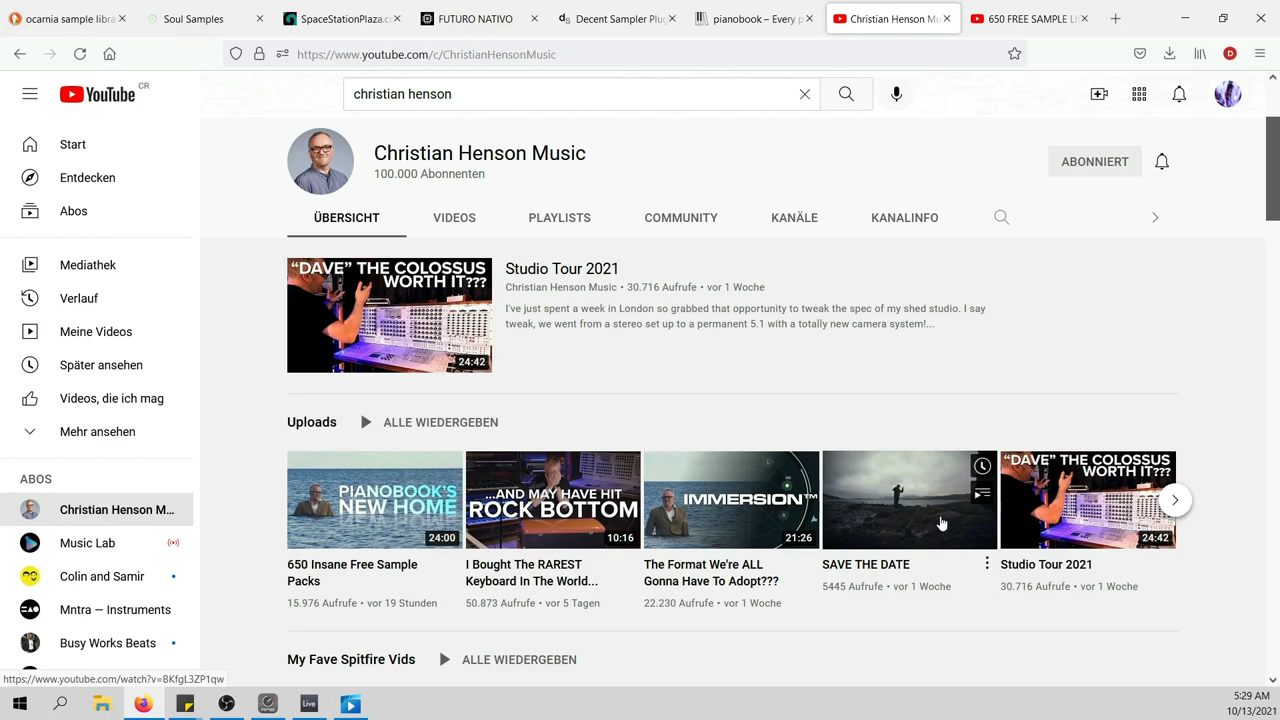 ocarnia sample libra
Soul Samples
SpaceStationPlaza.co
FUTURO NATIVO
Decent Sampler Plug
pianobook – Every p
Christian Henson Mu
650 FREE SAMPLE LI
https://www.youtube.com/c/ChristianHensonMusic
D
YouTube CR
christian henson
Start
Entdecken
Abos
Mediathek
Verlauf
Meine Videos
Später ansehen
Videos, die ich mag
Mehr ansehen
ABOS
Christian Henson M...
Music Lab
Colin and Samir
Mntra — Instruments
Busy Works Beats
Christian Henson Music
100.000 Abonnenten
ABONNIERT
ÜBERSICHT
VIDEOS
PLAYLISTS
COMMUNITY
KANÄLE
KANALINFO
"DAVE" THE COLOSSUS
WORTH IT???
24:42
Studio Tour 2021
Christian Henson Music • 30.716 Aufrufe • vor 1 Woche
I've just spent a week in London so grabbed that opportunity to tweak the spec of my shed studio. I say
tweak, we went from a stereo set up to a permanent 5.1 with a totally new camera system!...
Uploads
ALLE WIEDERGEBEN
PIANOBOOK'S
NEW HOME
24:00
650 Insane Free Sample
Packs
15.976 Aufrufe • vor 19 Stunden
...AND MAY HAVE HIT
ROCK BOTTOM
10:16
I Bought The RAREST
Keyboard In The World...
50.873 Aufrufe • vor 5 Tagen
IMMERSION™
21:26
The Format We're ALL
Gonna Have To Adopt???
22.230 Aufrufe • vor 1 Woche
SAVE THE DATE
5445 Aufrufe • vor 1 Woche
"DAVE" THE COLOSSUS
WORTH IT???
24:42
Studio Tour 2021
30.716 Aufrufe • vor 1 Woche
My Fave Spitfire Vids
ALLE WIEDERGEBEN
https://www.youtube.com/watch?v=BKfgL3ZP1qw
Live
5:29 AM
10/13/2021